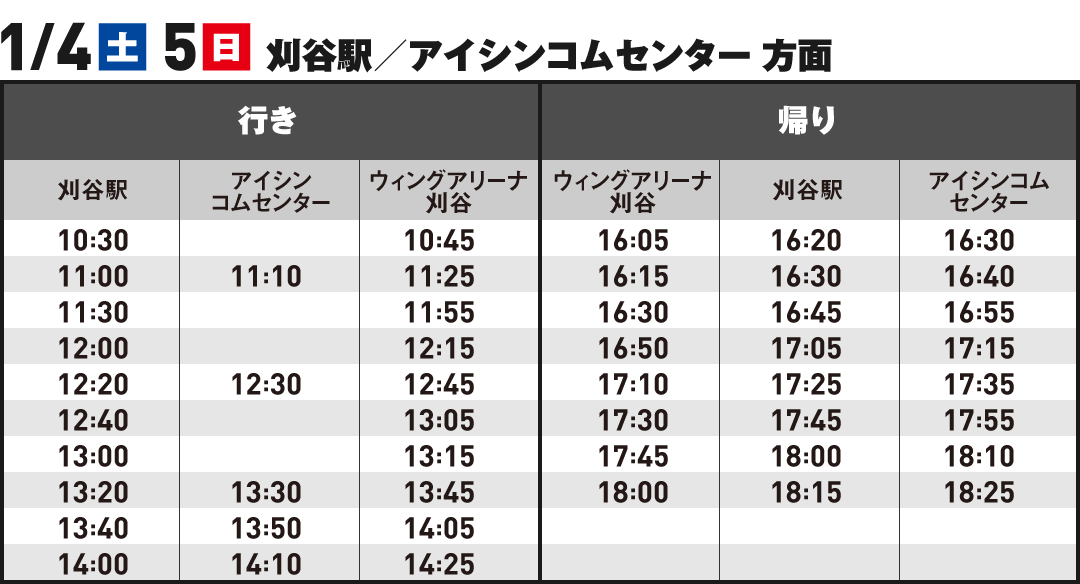 1/4 土 5 日 刈谷駅／アイシンコムセンター 方面
行き 帰り
刈谷駅 アイシン コムセンター ウィングアリーナ 刈谷 ウィングアリーナ 刈谷 刈谷駅 アイシンコム センター
10:30 10:45 16:05 16:20 16:30
11:00 11:10 11:25 16:15 16:30 16:40
11:30 11:55 16:30 16:45 16:55
12:00 12:15 16:50 17:05 17:15
12:20 12:30 12:45 17:10 17:25 17:35
12:40 13:05 17:30 17:45 17:55
13:00 13:15 17:45 18:00 18:10
13:20 13:30 13:45 18:00 18:15 18:25
13:40 13:50 14:05
14:00 14:10 14:25